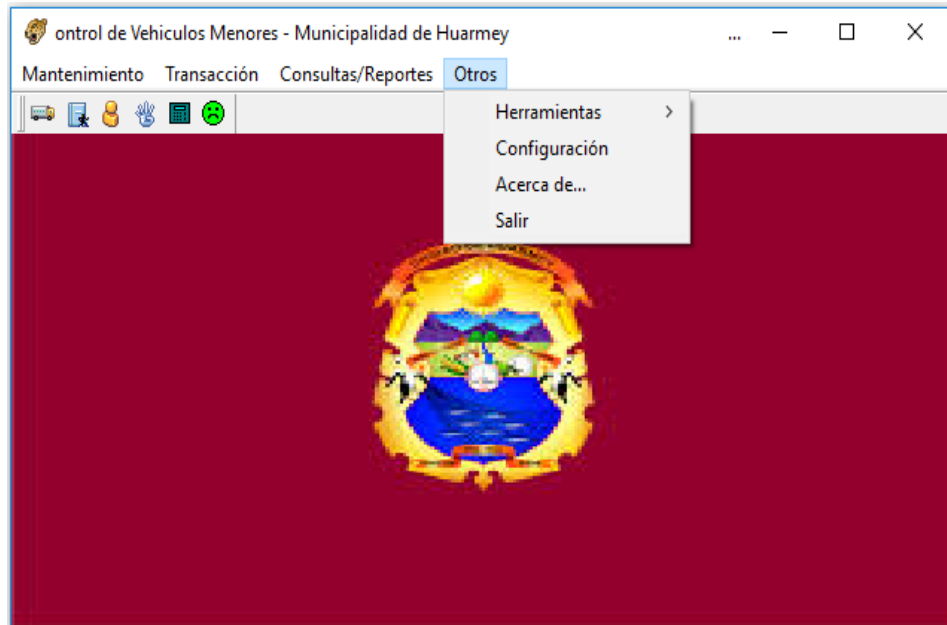 ontrol de Vehiculos Menores - Municipalidad de Huarmey ...
Mantenimiento Transacción Consultas/Reportes Otros
Herramientas
Configuración
Acerca de...
Salir